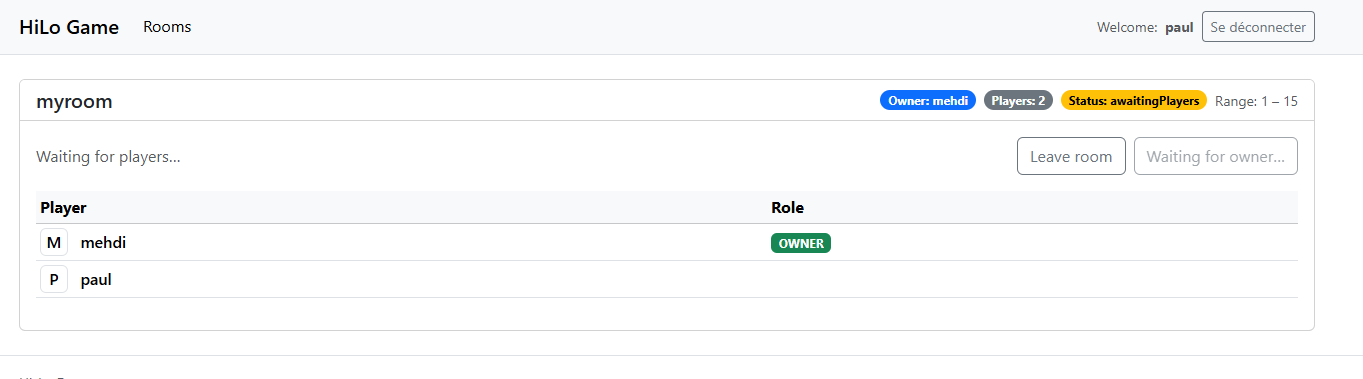 HiLo Game Rooms Welcome: paul Se déconnecter
myroom Owner: mehdi Players: 2 Status: awaitingPlayers Range: 1 – 15
Waiting for players... Leave room Waiting for owner...
Player Role
M mehdi OWNER
P paul